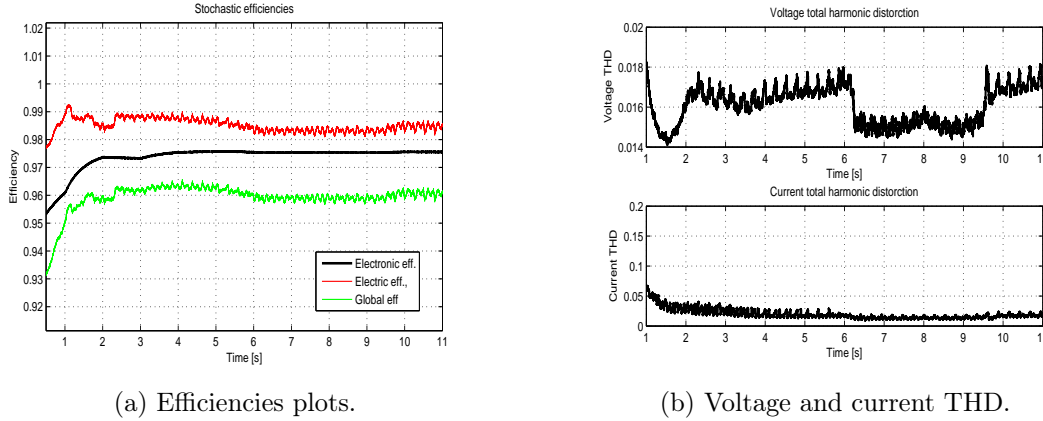 Stochastic efficiencies
1.02
1.01
1
0.99
0.98
0.97
0.96
0.95
0.94
0.93
0.92
Efficiency
Electronic eff.
Electric eff.,
Global eff
1 2 3 4 5 6 7 8 9 10 11
Time [s]
(a) Efficiencies plots.
Voltage total harmonic distorction
0.02
0.018
0.016
0.014
Voltage THD
1 2 3 4 5 6 7 8 9 10 11
Time [s]
Current total harmonic distorction
0.2
0.15
0.1
0.05
0
Current THD
1 2 3 4 5 6 7 8 9 10 11
Time [s]
(b) Voltage and current THD.